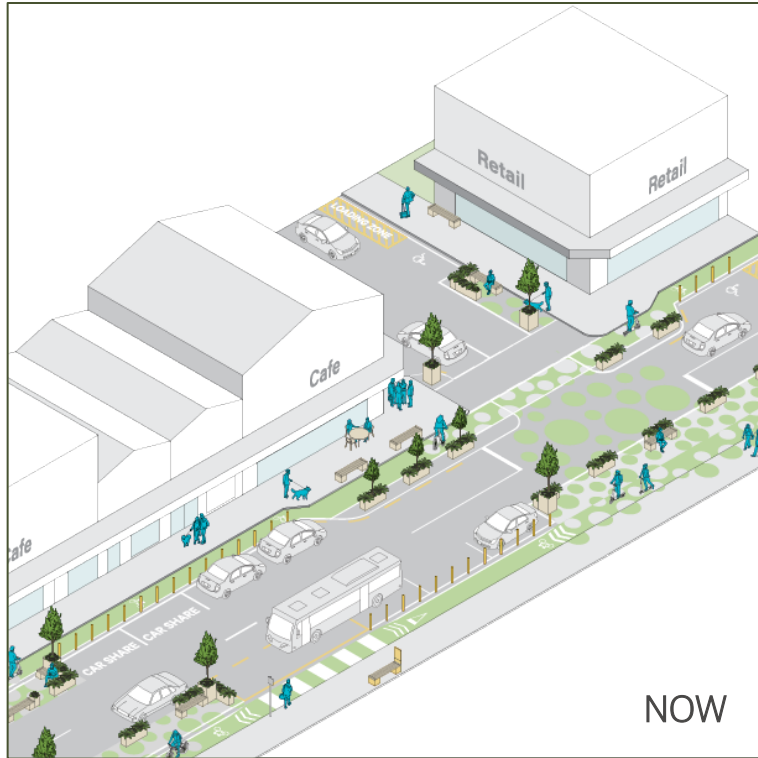 Retail
Retail
LOADING ZONE
Cafe
Cafe
CAR SHARE
CAR SHARE
NOW